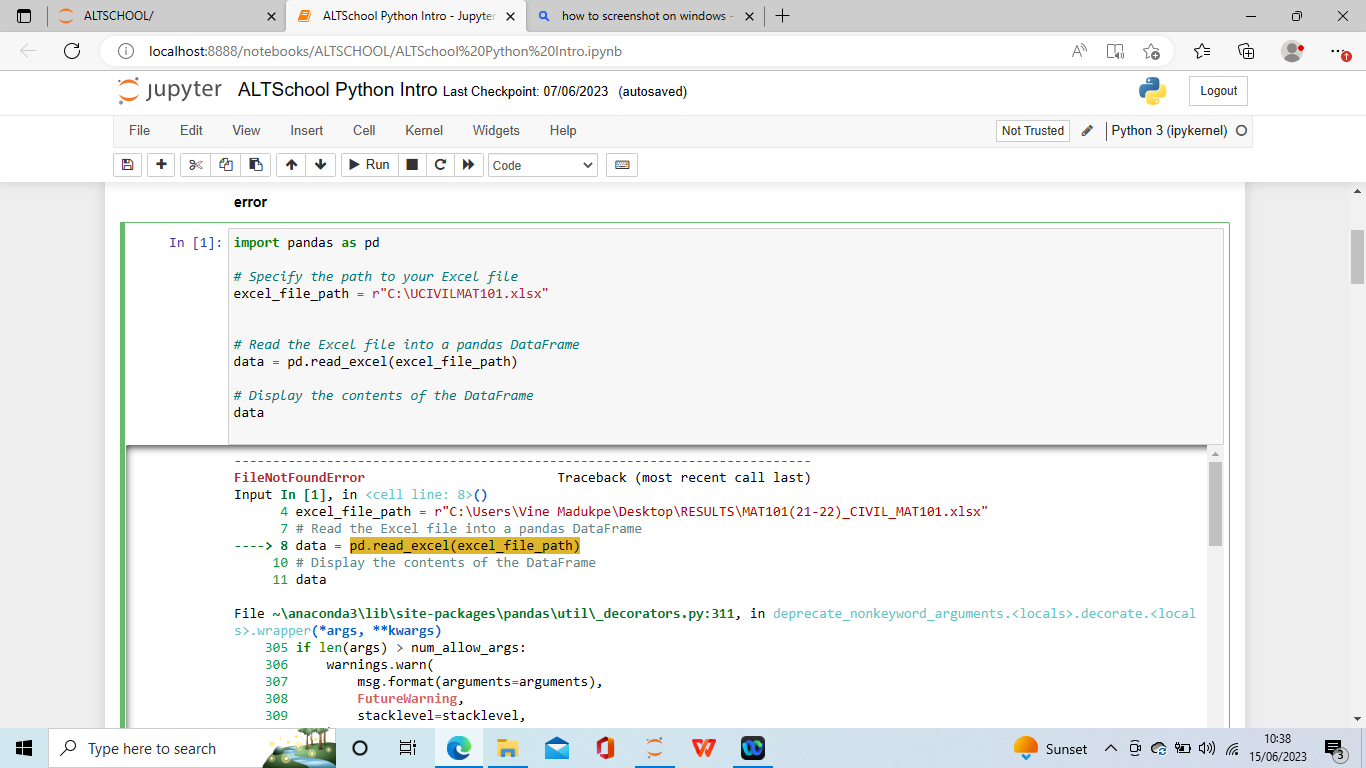 ALTSCHOOL/
ALTSchool Python Intro - Jupyter
how to screenshot on windows -
localhost:8888/notebooks/ALTSCHOOL/ALTSchool%20Python%20Intro.ipynb
jupyter ALTSchool Python Intro Last Checkpoint: 07/06/2023 (autosaved)
Logout
File Edit View Insert Cell Kernel Widgets Help
Not Trusted Python 3 (ipykernel)
Run Code
error
In [1]: import pandas as pd
# Specify the path to your Excel file
excel_file_path = r"C:\UCIVILMAT101.xlsx"
# Read the Excel file into a pandas DataFrame
data = pd.read_excel(excel_file_path)
# Display the contents of the DataFrame
data
---------------------------------------------------------------------------
FileNotFoundError Traceback (most recent call last)
Input In [1], in <cell line: 8>()
4 excel_file_path = r"C:\Users\Vine Madukpe\Desktop\RESULTS\MAT101(21-22)_CIVIL_MAT101.xlsx"
7 # Read the Excel file into a pandas DataFrame
----> 8 data = pd.read_excel(excel_file_path)
10 # Display the contents of the DataFrame
11 data
File ~\anaconda3\lib\site-packages\pandas\util\_decorators.py:311, in deprecate_nonkeyword_arguments.<locals>.decorate.<local
s>.wrapper(*args, **kwargs)
305 if len(args) > num_allow_args:
306 warnings.warn(
307 msg.format(arguments=arguments),
308 FutureWarning,
309 stacklevel=stacklevel,
Type here to search
Sunset
10:38
15/06/2023
3